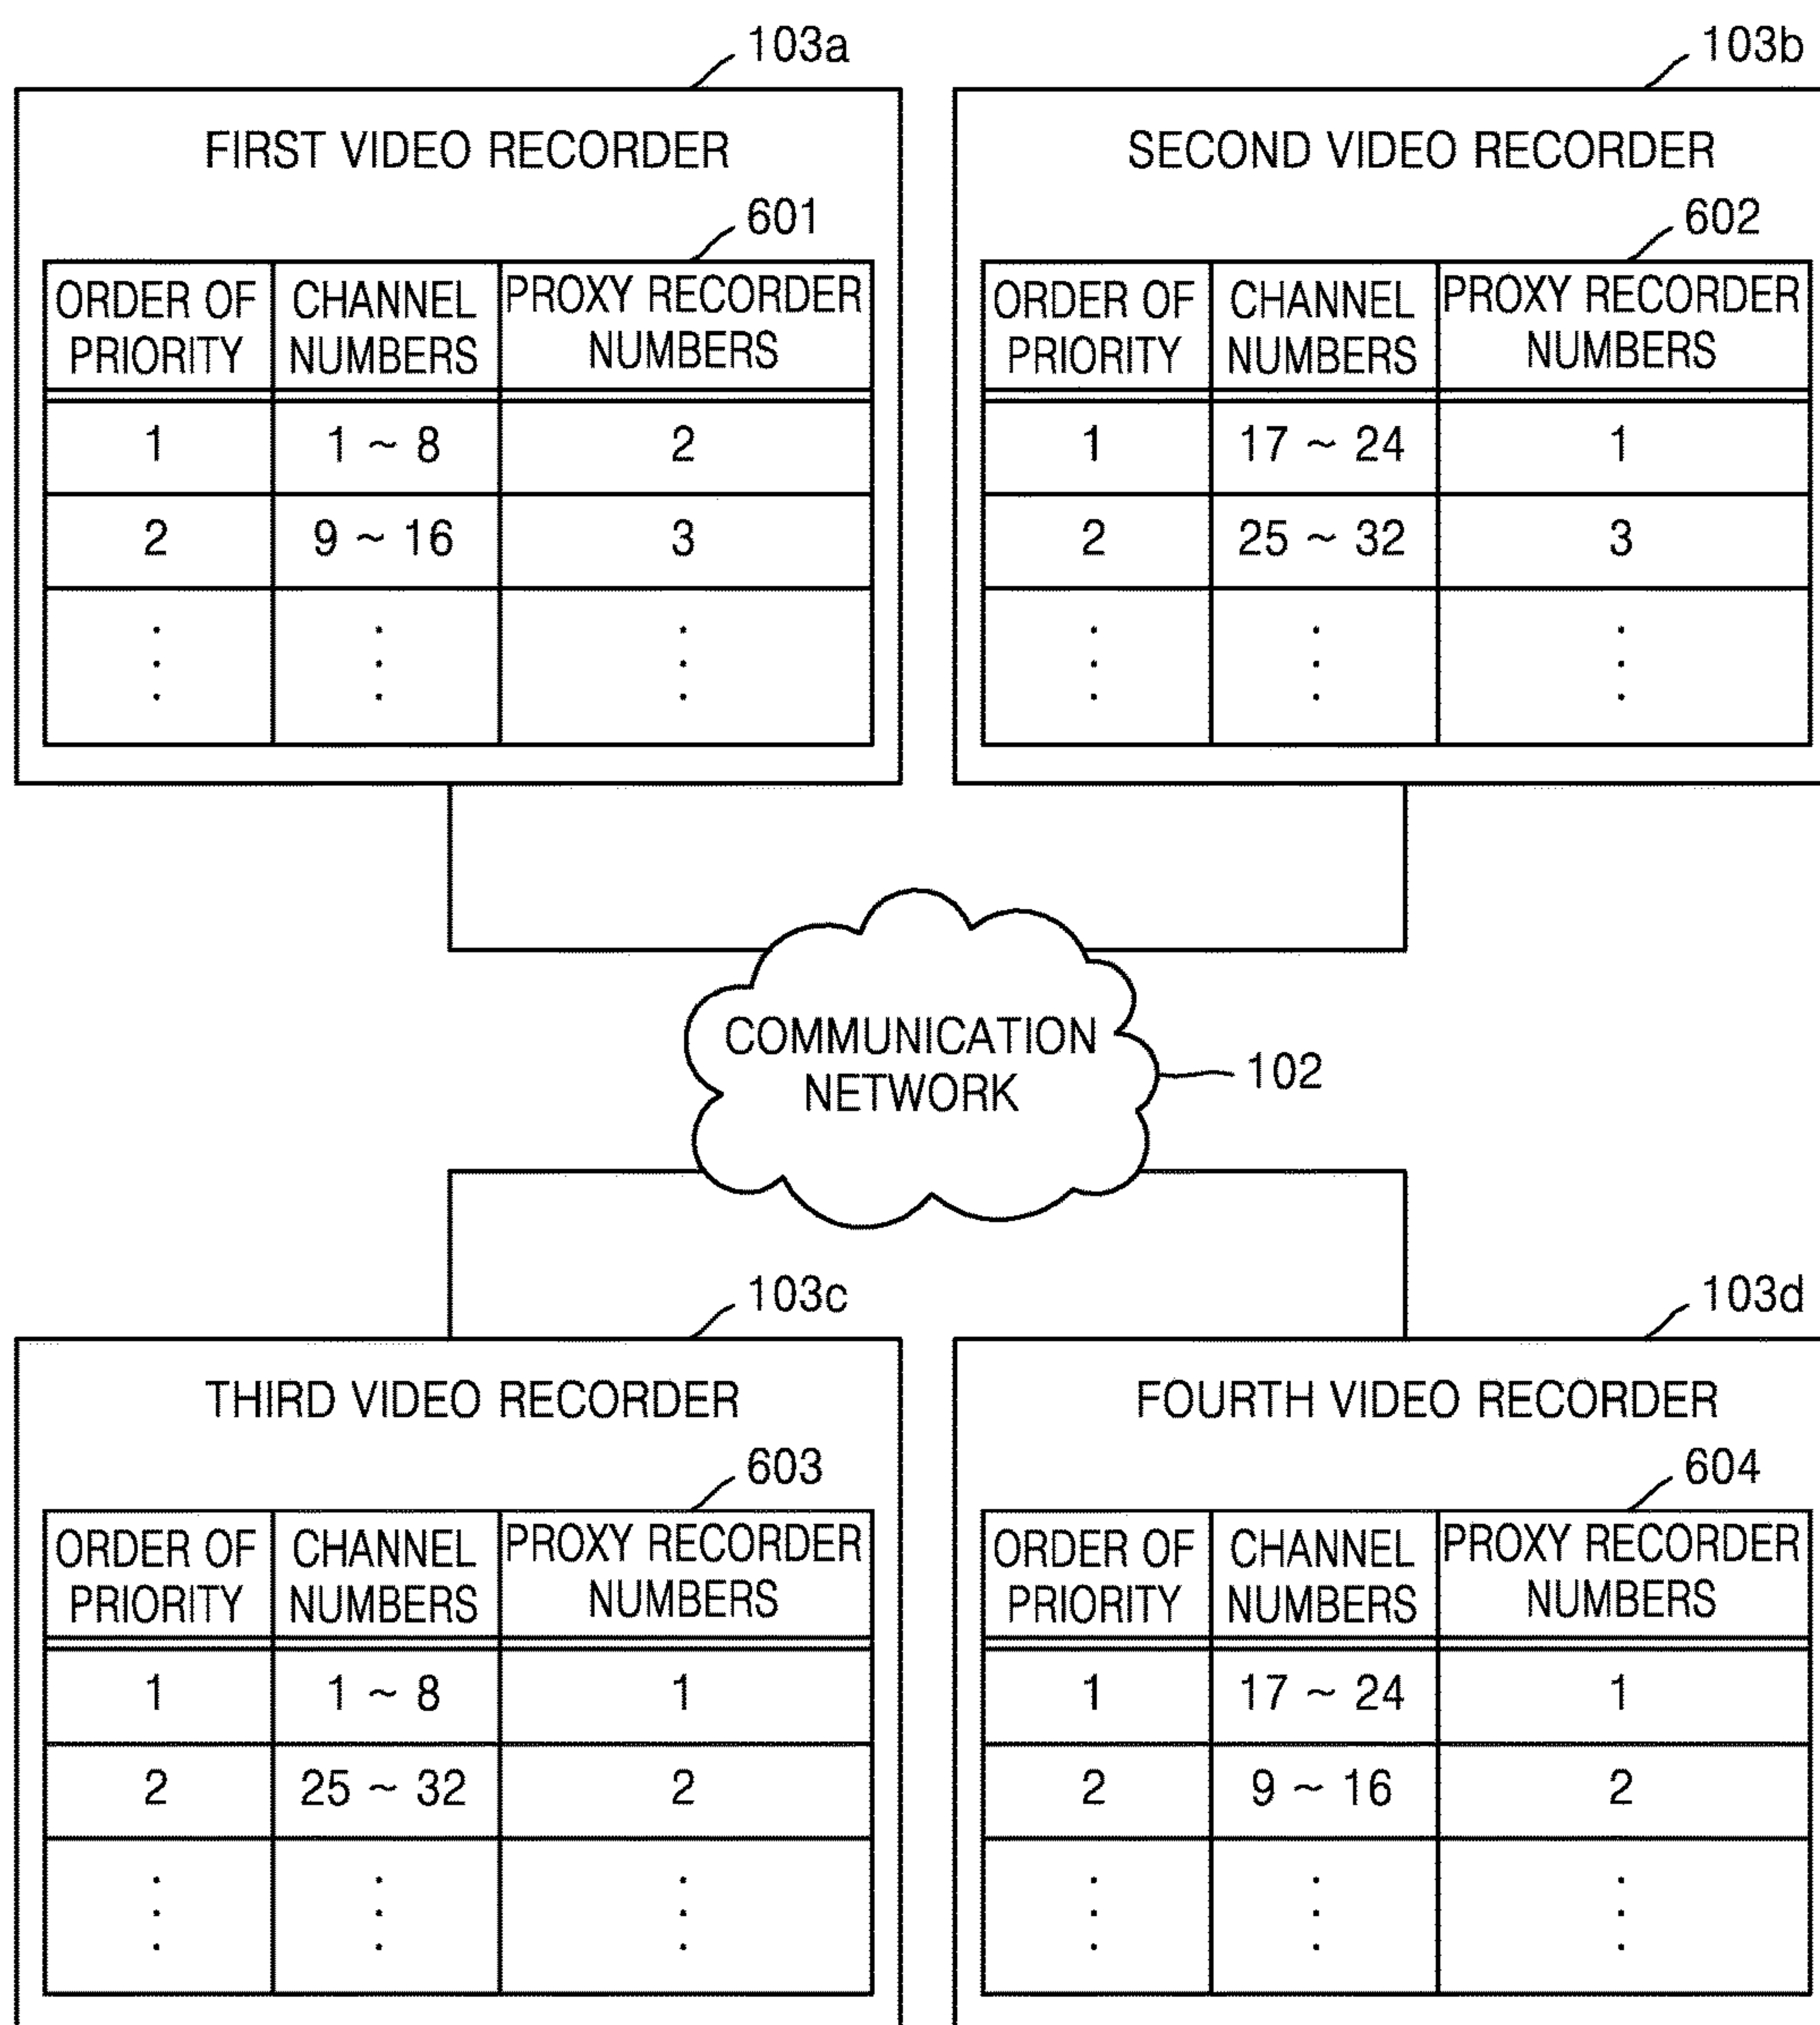 103a
FIRST VIDEO RECORDER
601
ORDER OF PRIORITY CHANNEL NUMBERS PROXY RECORDER NUMBERS
1 1 ~ 8 2
2 9 ~ 16 3
103b
SECOND VIDEO RECORDER
602
ORDER OF PRIORITY CHANNEL NUMBERS PROXY RECORDER NUMBERS
1 17 ~ 24 1
2 25 ~ 32 3
COMMUNICATION
NETWORK
102
103c
THIRD VIDEO RECORDER
603
ORDER OF PRIORITY CHANNEL NUMBERS PROXY RECORDER NUMBERS
1 1 ~ 8 1
2 25 ~ 32 2
103d
FOURTH VIDEO RECORDER
604
ORDER OF PRIORITY CHANNEL NUMBERS PROXY RECORDER NUMBERS
1 17 ~ 24 1
2 9 ~ 16 2